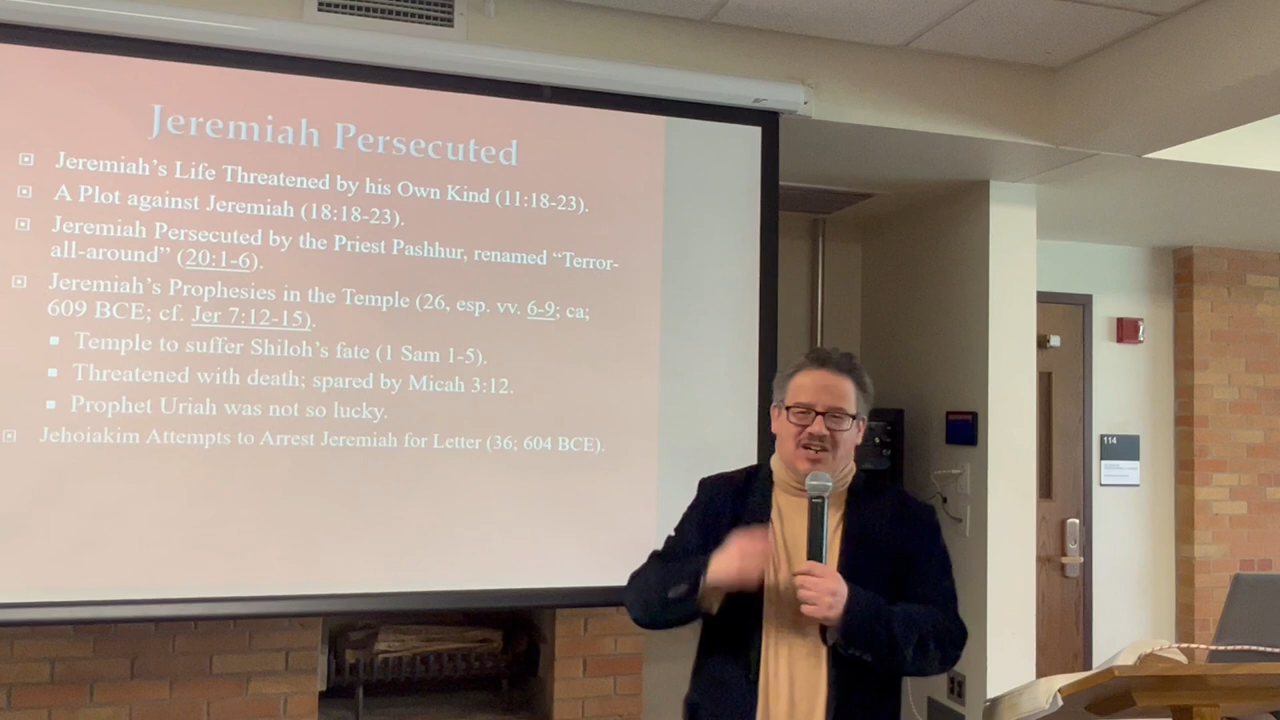 Jeremiah Persecuted
Jeremiah's Life Threatened by his Own Kind (11:18-23).
A Plot against Jeremiah (18:18-23).
Jeremiah Persecuted by the Priest Pashhur, renamed “Terror-
all-around” (20:1-6).
Jeremiah's Prophesies in the Temple (26, esp. vv. 6-9; ca;
609 BCE; cf. Jer 7:12-15).
Temple to suffer Shiloh's fate (1 Sam 1-5).
Threatened with death; spared by Micah 3:12.
Prophet Uriah was not so lucky.
Jehoiakim Attempts to Arrest Jeremiah for Letter (36; 604 BCE).
114